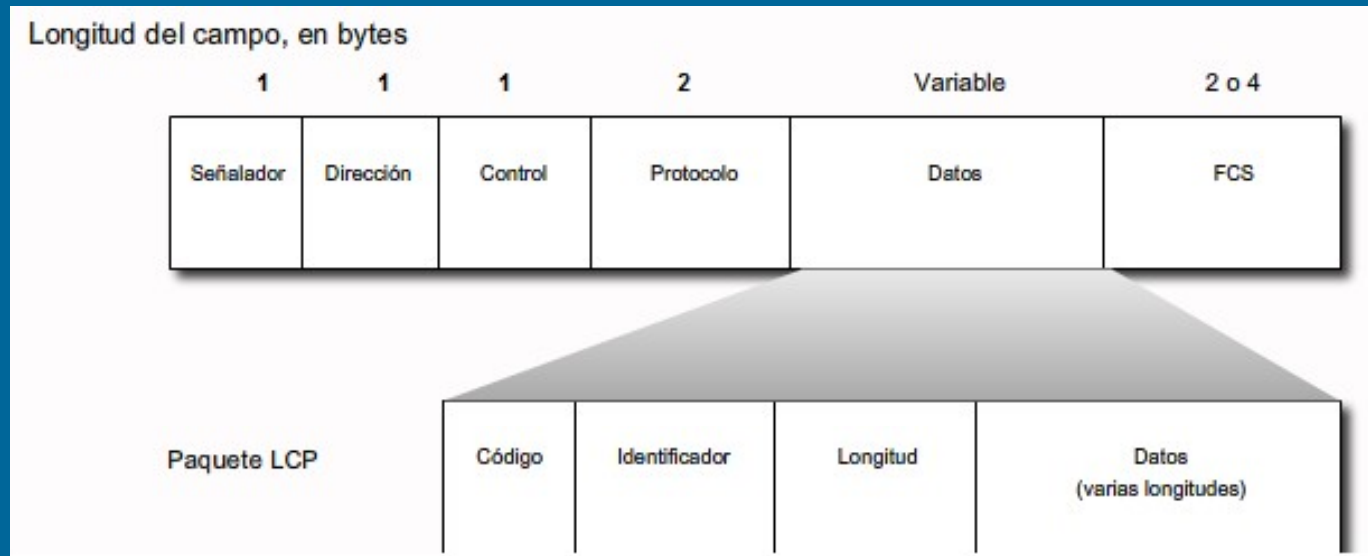 Longitud del campo, en bytes
1 1 1 2 Variable 2 o 4
Señalador Dirección Control Protocolo Datos FCS
Paquete LCP Código Identificador Longitud Datos
(varias longitudes)